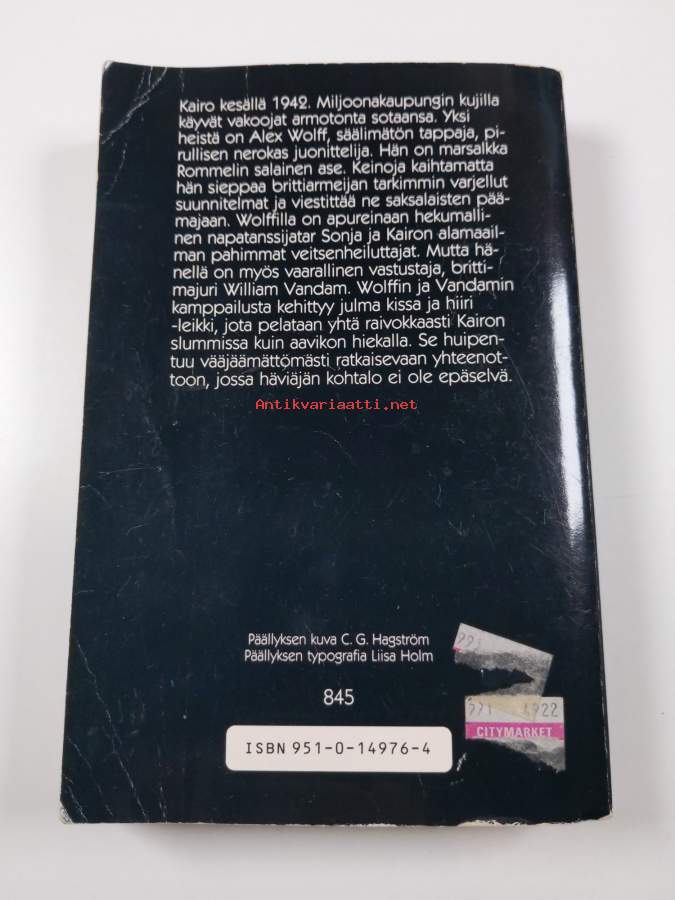 Kairo kesällä 1942. Miljoonakaupungin kujilla
käyvät vakoojat armotonta sotaansa. Yksi
heistä on Alex Wolff, säälimätön tappaja, pi-
rullisen nerokas juonittelija. Hän on marsalkka
Rommelin salainen ase. Keinoja kaihtamatta
hän sieppaa brittiarmeijan tarkimmin varjellut
suunnitelmat ja viestittää ne saksalaisten pää-
majaan. Wolffilla on apureinaan hekumalli-
nen napatanssijatar Sonja ja Kairon alamaail-
man pahimmat veitsenheiluttajat. Mutta hä-
nellä on myös vaarallinen vastustaja, britti-
majuri William Vandam. Wolffin ja Vandamin
kamppailusta kehittyy julma kissa ja hiiri
-leikki, jota pelataan yhtä raivokkaasti Kairon
slummissa kuin aavikon hiekalla. Se huipen-
tuu vääjäämättömästi ratkaisevaan yhteenot-
toon, jossa häviäjän kohtalo ei ole epäselvä.
Antikvariaatti.net
Päällyksen kuva C. G. Hagström
Päällyksen typografia Liisa Holm
845
ISBN 951-0-14976-4
CITYMARKET